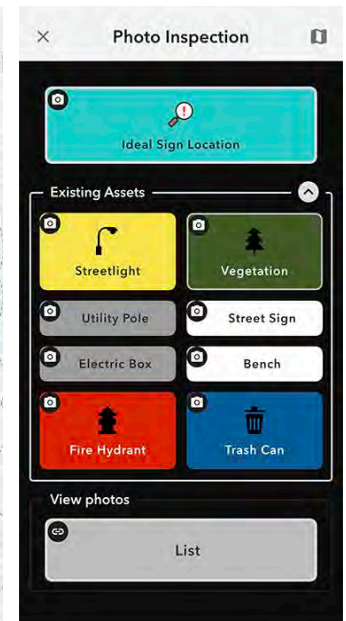 Photo Inspection
Ideal Sign Location
Existing Assets
Streetlight
Vegetation
Utility Pole
Street Sign
Electric Box
Bench
Fire Hydrant
Trash Can
View photos
List